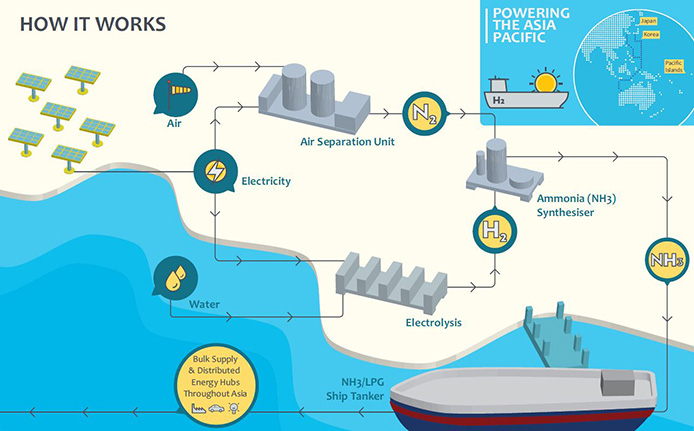 HOW IT WORKS
POWERING
THE ASIA
PACIFIC
Japan
Korea
Pacific
Islands
H2
Air
Air Separation Unit
N2
Electricity
Ammonia (NH3)
Synthesiser
H2
NH3
Water
Electrolysis
Bulk Supply
& Distributed
Energy Hubs
Throughout Asia
NH3/LPG
Ship Tanker